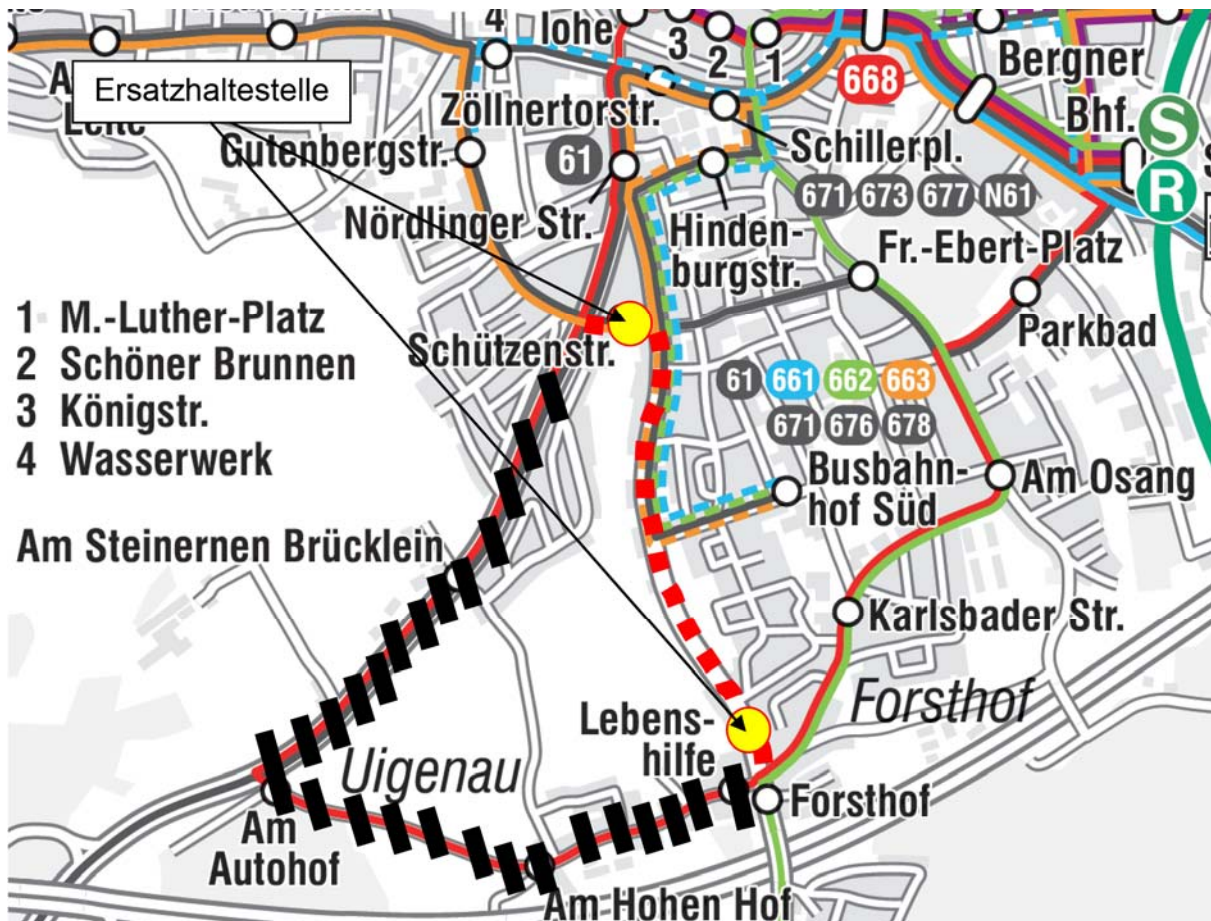 4
lohe
3
2
1
668
Bergner
Bhf.
S
R
Ersatzhaltestelle
Leite
Zöllnertorstr.
Gutenbergstr.
61
Schillerpl.
671 673 677 N61
Nördlinger Str.
Hinden-
burgstr.
Fr.-Ebert-Platz
Parkbad
1 M.-Luther-Platz
2 Schöner Brunnen
3 Königstr.
4 Wasserwerk
Schützenstr.
61 661 662 663
671 676 678
Busbahn-
hof Süd
Am Osang
Am Steinernen Brücklein
Karlsbader Str.
Forsthof
Lebens-
hilfe
Uigenau
Forsthof
Am
Autohof
Am Hohen Hof